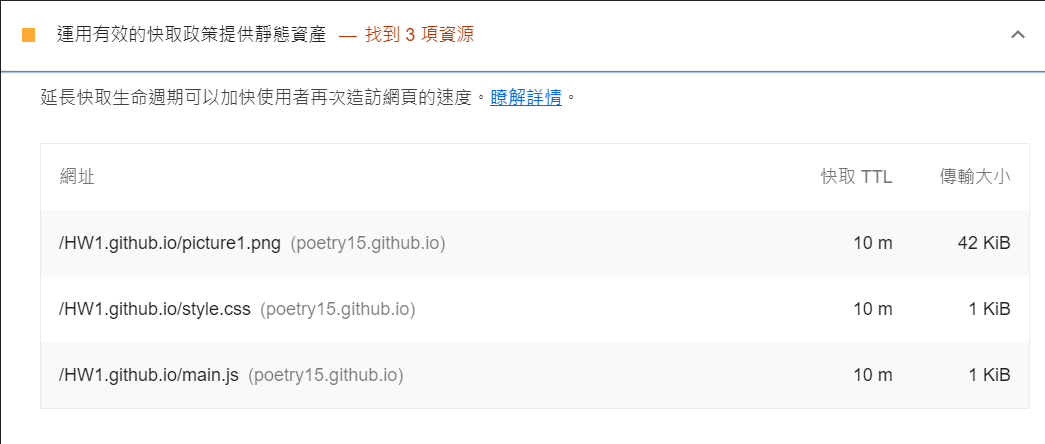 運用有效的快取政策提供靜態資產 — 找到 3 項資源
延長快取生命週期可以加快使用者再次造訪網頁的速度。瞭解詳情。
網址 快取 TTL 傳輸大小
/HW1.github.io/picture1.png (poetry15.github.io) 10 m 42 KiB
/HW1.github.io/style.css (poetry15.github.io) 10 m 1 KiB
/HW1.github.io/main.js (poetry15.github.io) 10 m 1 KiB